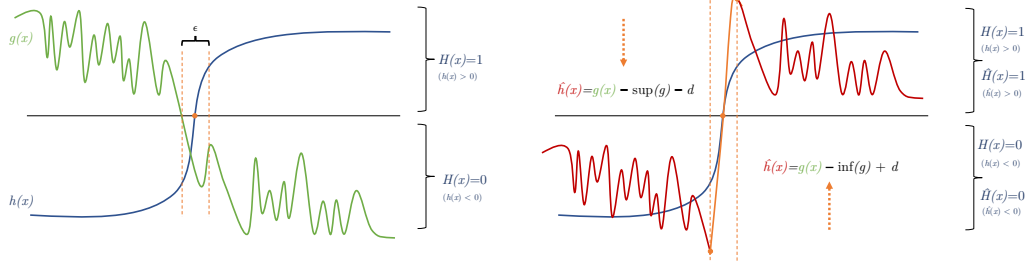 g(x)
ϵ
H(x)=1
(h(x) > 0)
H(x)=0
(h(x) < 0)
h(x)
ĥ(x)=g(x) − sup(g) − d
ĥ(x)=g(x) − inf(g) + d
H(x)=1
(h(x) > 0)
Ĥ(x)=1
(ĥ(x) > 0)
H(x)=0
(h(x) < 0)
Ĥ(x)=0
(ĥ(x) < 0)